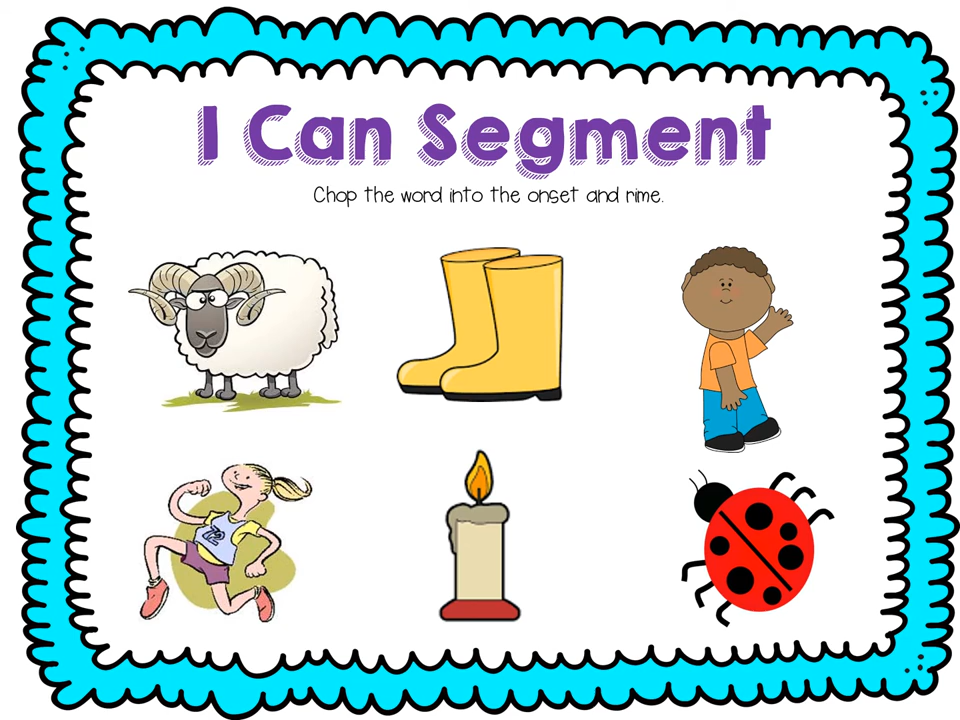 I Can Segment
Chop the word into the onset and rime.
72